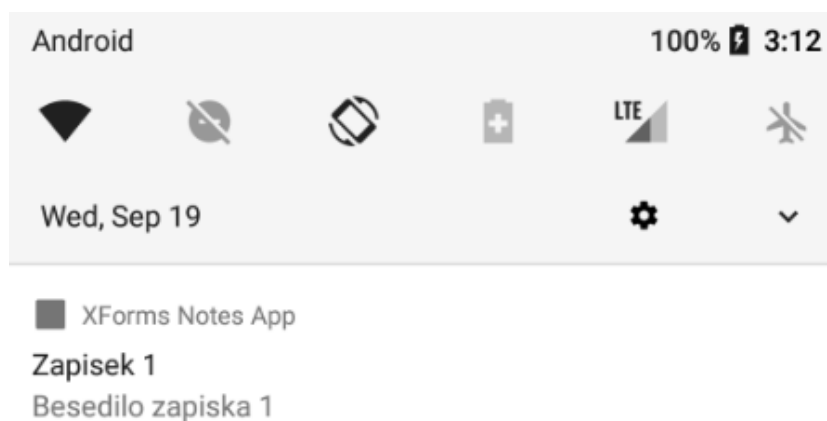 Android 100% 3:12
LTE
Wed, Sep 19
XForms Notes App
Zapisek 1
Besedilo zapiska 1